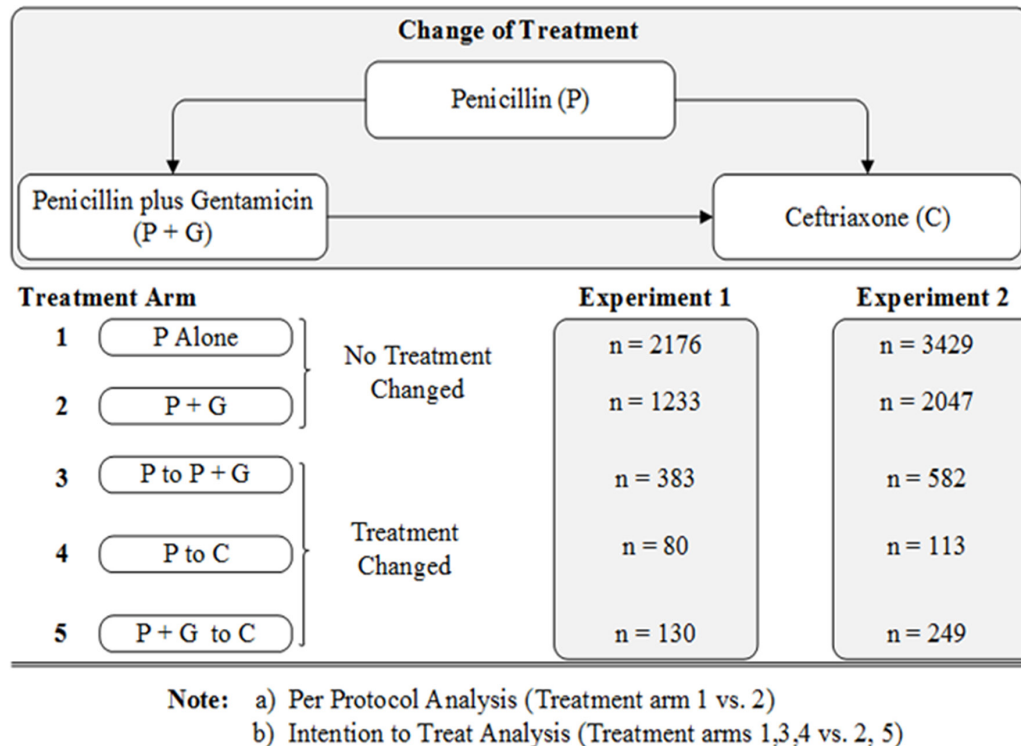 Change of Treatment
Penicillin (P)
Penicillin plus Gentamicin
(P + G)
Ceftriaxone (C)
Treatment Arm
Experiment 1
Experiment 2
1 P Alone
n = 2176
n = 3429
No Treatment
Changed
2 P + G
n = 1233
n = 2047
3 P to P + G
n = 383
n = 582
Treatment
Changed
4 P to C
n = 80
n = 113
5 P + G to C
n = 130
n = 249
Note: a) Per Protocol Analysis (Treatment arm 1 vs. 2)
b) Intention to Treat Analysis (Treatment arms 1,3,4 vs. 2, 5)